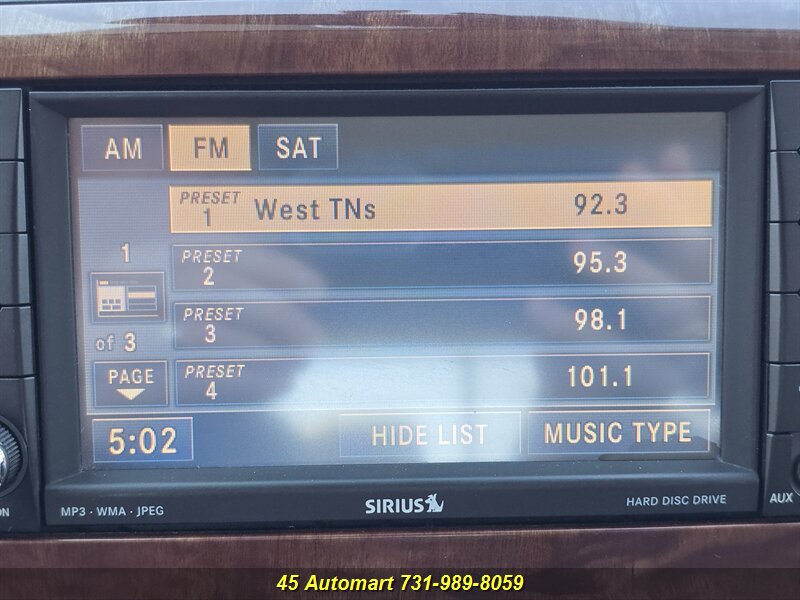 AM FM SAT
PRESET 1 West TNs 92.3
PRESET 2 95.3
1
PRESET 3 98.1
of 3
PAGE
PRESET 4 101.1
5:02 HIDE LIST MUSIC TYPE
MP3 · WMA · JPEG SIRIUS HARD DISC DRIVE
AUX
45 Automart 731-989-8059